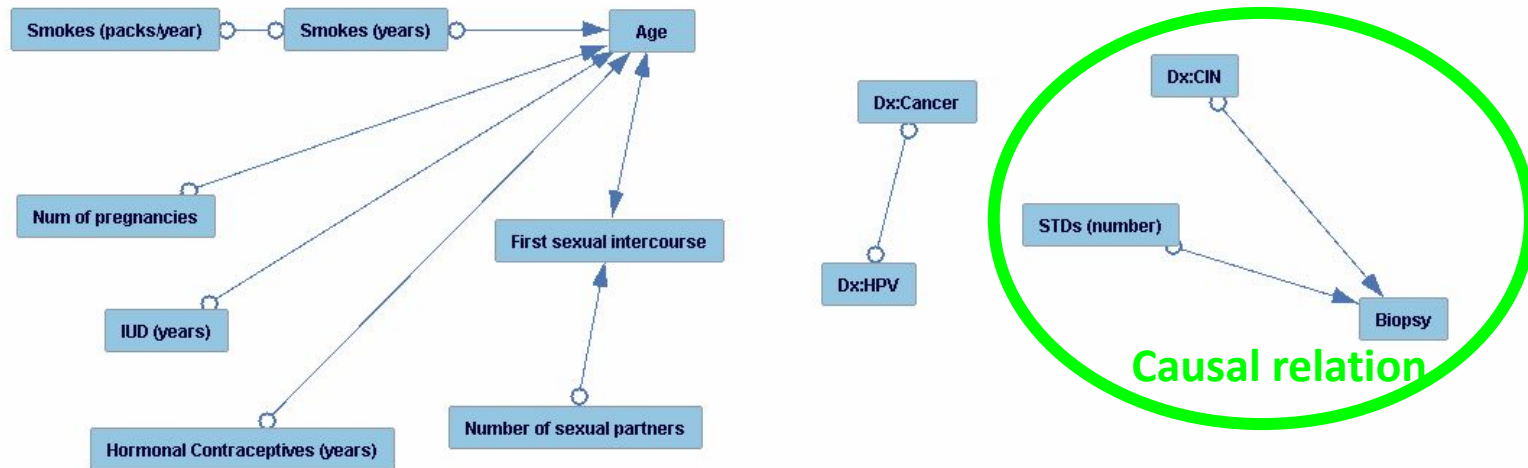 Smokes (packs/year)
Smokes (years)
Age
Dx:CIN
Dx:Cancer
Num of pregnancies
STDs (number)
First sexual intercourse
Dx:HPV
IUD (years)
Biopsy
Causal relation
Number of sexual partners
Hormonal Contraceptives (years)